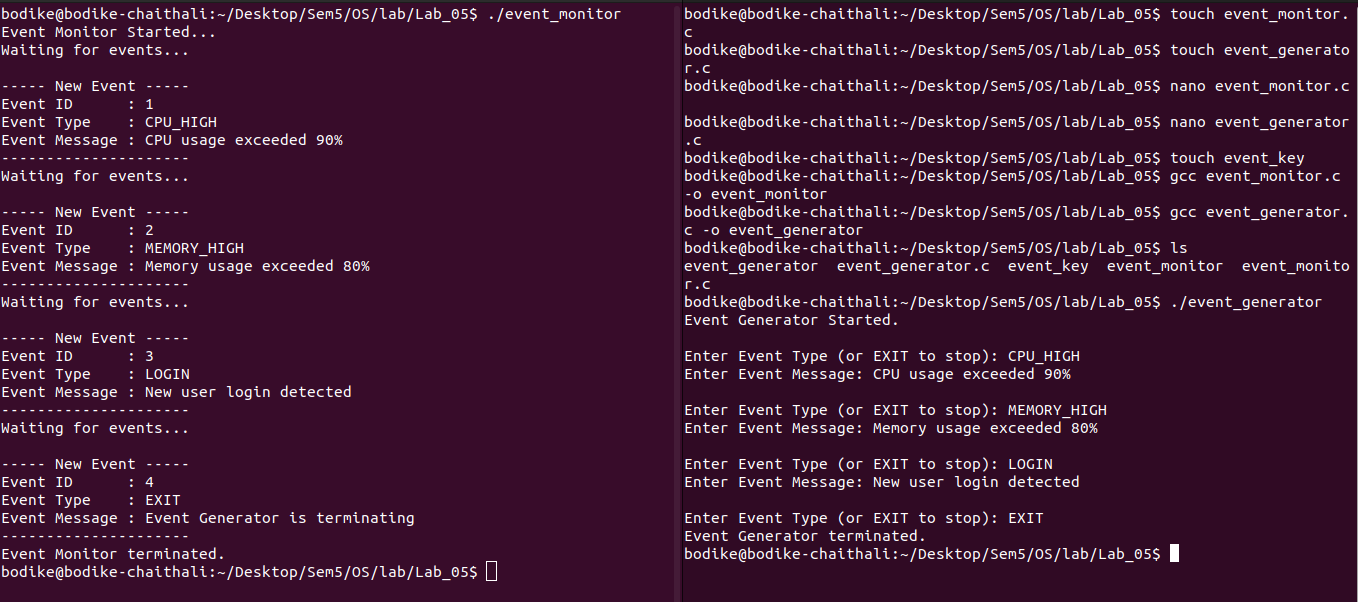 bodike@bodike-chaithali:~/Desktop/Sem5/OS/lab/Lab_05$ ./event_monitor
Event Monitor Started...
Waiting for events...
----- New Event -----
Event ID      : 1
Event Type    : CPU_HIGH
Event Message : CPU usage exceeded 90%
---------------------
Waiting for events...
----- New Event -----
Event ID      : 2
Event Type    : MEMORY_HIGH
Event Message : Memory usage exceeded 80%
---------------------
Waiting for events...
----- New Event -----
Event ID      : 3
Event Type    : LOGIN
Event Message : New user login detected
---------------------
Waiting for events...
----- New Event -----
Event ID      : 4
Event Type    : EXIT
Event Message : Event Generator is terminating
---------------------
Event Monitor terminated.
bodike@bodike-chaithali:~/Desktop/Sem5/OS/lab/Lab_05$
bodike@bodike-chaithali:~/Desktop/Sem5/OS/lab/Lab_05$ touch event_monitor.
c
bodike@bodike-chaithali:~/Desktop/Sem5/OS/lab/Lab_05$ touch event_generato
r.c
bodike@bodike-chaithali:~/Desktop/Sem5/OS/lab/Lab_05$ nano event_monitor.c
bodike@bodike-chaithali:~/Desktop/Sem5/OS/lab/Lab_05$ nano event_generator
.c
bodike@bodike-chaithali:~/Desktop/Sem5/OS/lab/Lab_05$ touch event_key
bodike@bodike-chaithali:~/Desktop/Sem5/OS/lab/Lab_05$ gcc event_monitor.c
-o event_monitor
bodike@bodike-chaithali:~/Desktop/Sem5/OS/lab/Lab_05$ gcc event_generator.
c -o event_generator
bodike@bodike-chaithali:~/Desktop/Sem5/OS/lab/Lab_05$ ls
event_generator  event_generator.c  event_key  event_monitor  event_monito
r.c
bodike@bodike-chaithali:~/Desktop/Sem5/OS/lab/Lab_05$ ./event_generator
Event Generator Started.
Enter Event Type (or EXIT to stop): CPU_HIGH
Enter Event Message: CPU usage exceeded 90%
Enter Event Type (or EXIT to stop): MEMORY_HIGH
Enter Event Message: Memory usage exceeded 80%
Enter Event Type (or EXIT to stop): LOGIN
Enter Event Message: New user login detected
Enter Event Type (or EXIT to stop): EXIT
Event Generator terminated.
bodike@bodike-chaithali:~/Desktop/Sem5/OS/lab/Lab_05$